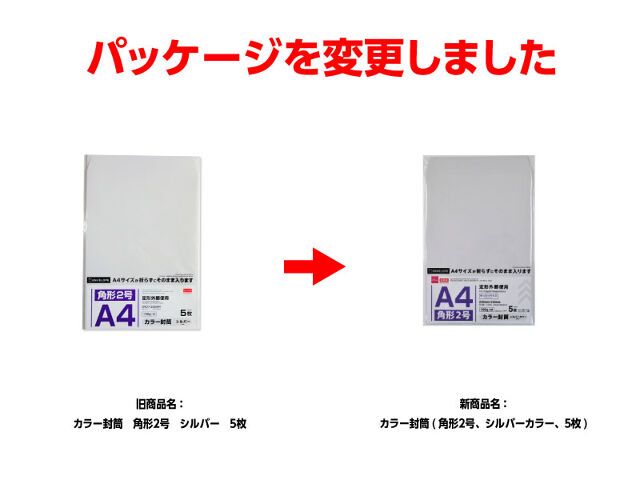 パッケージを変更しました
A4サイズが折らずにそのまま入ります
角形2号
定形外郵便用
A4
5枚
カラー封筒
シルバー
A4サイズが折らずにそのまま入ります
A4
定形外郵便用
角形2号
5
カラー封筒
旧商品名：
カラー封筒　角形2号　シルバー　5枚
新商品名：
カラー封筒 ( 角形2号、シルバーカラー、5枚 )